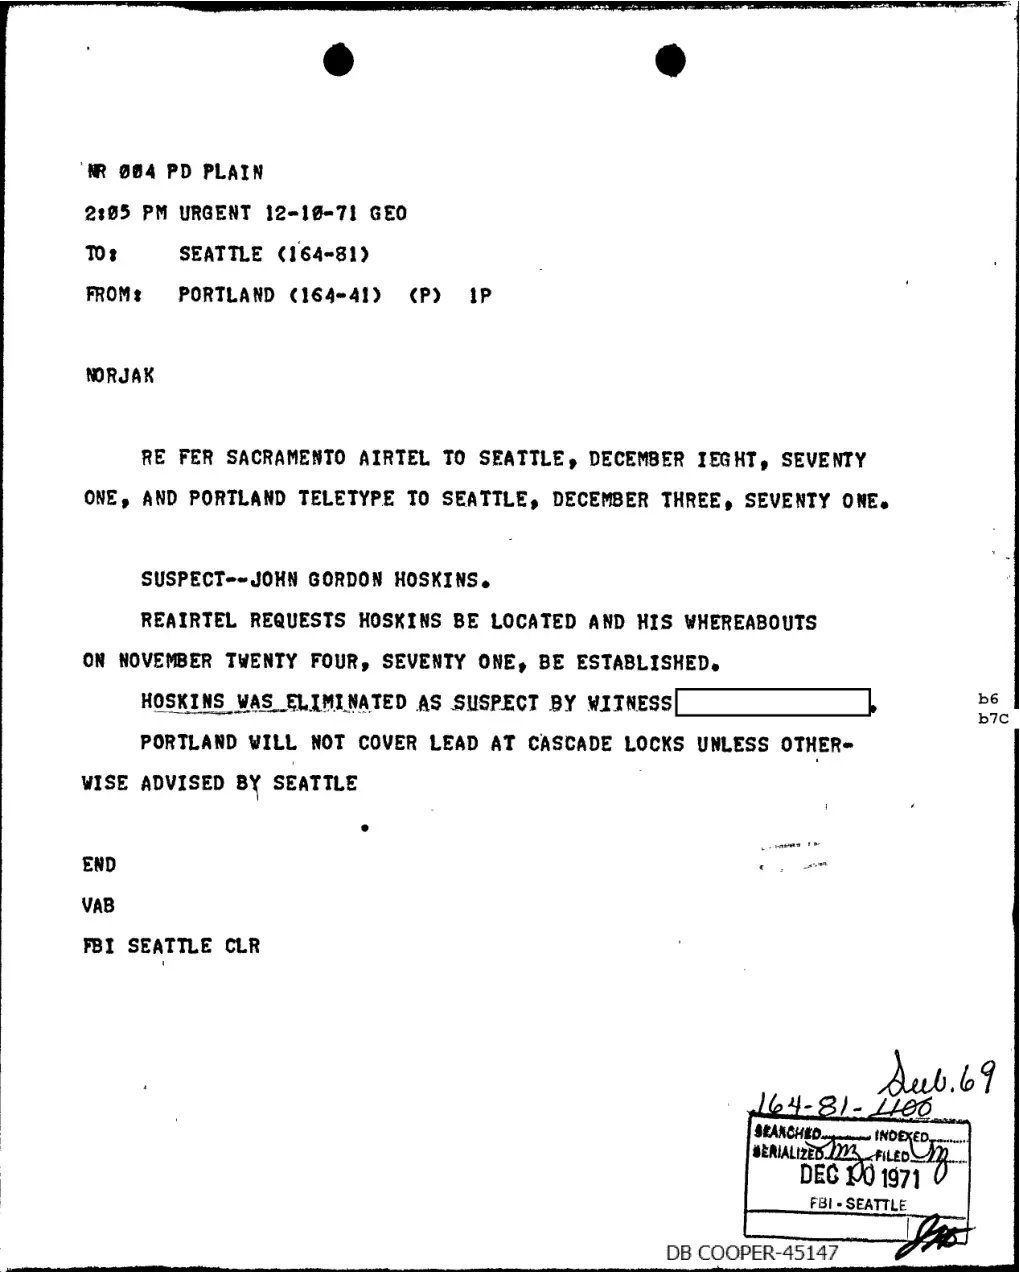 NR 004 PD PLAIN
2:05 PM URGENT 12-10-71 GEO
TO: SEATTLE (164-81)
FROM: PORTLAND (164-41) (P) 1P
NORJAK
RE FER SACRAMENTO AIRTEL TO SEATTLE, DECEMBER IEGHT, SEVENTY
ONE, AND PORTLAND TELETYPE TO SEATTLE, DECEMBER THREE, SEVENTY ONE.
SUSPECT--JOHN GORDON HOSKINS.
REAIRTEL REQUESTS HOSKINS BE LOCATED AND HIS WHEREABOUTS
ON NOVEMBER TWENTY FOUR, SEVENTY ONE, BE ESTABLISHED.
HOSKINS WAS ELIMINATED AS SUSPECT BY WITNESS .
b6
b7C
PORTLAND WILL NOT COVER LEAD AT CASCADE LOCKS UNLESS OTHER-
WISE ADVISED BY SEATTLE
.
END
VAB
FBI SEATTLE CLR
Sub. 69
164-81-
SEARCHED INDEXED
SERIALIZED FILED
DEC 10 1971
FBI - SEATTLE
DB COOPER-45147